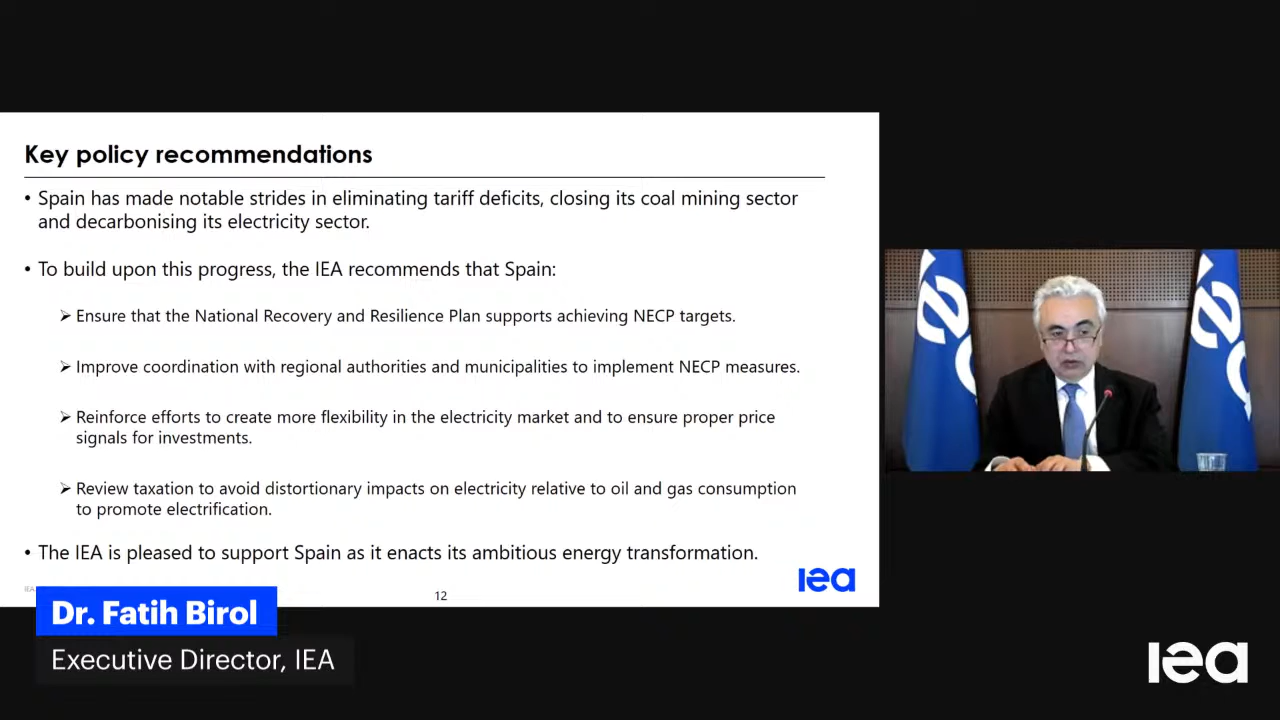 Key policy recommendations
• Spain has made notable strides in eliminating tariff deficits, closing its coal mining sector
and decarbonising its electricity sector.
• To build upon this progress, the IEA recommends that Spain:
➢ Ensure that the National Recovery and Resilience Plan supports achieving NECP targets.
➢ Improve coordination with regional authorities and municipalities to implement NECP measures.
➢ Reinforce efforts to create more flexibility in the electricity market and to ensure proper price
signals for investments.
➢ Review taxation to avoid distortionary impacts on electricity relative to oil and gas consumption
to promote electrification.
• The IEA is pleased to support Spain as it enacts its ambitious energy transformation.
iea
12
Dr. Fatih Birol
Executive Director, IEA
iea